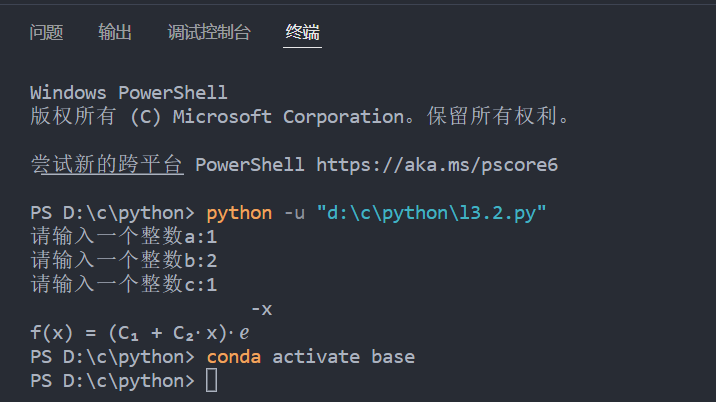 问题 输出 调试控制台 终端
Windows PowerShell
版权所有 (C) Microsoft Corporation。保留所有权利。
尝试新的跨平台 PowerShell https://aka.ms/pscore6
PS D:\c\python> python -u "d:\c\python\l3.2.py"
请输入一个整数a:1
请输入一个整数b:2
请输入一个整数c:1
-x
f(x) = (C₁ + C₂⋅x)⋅ℯ
PS D:\c\python> conda activate base
PS D:\c\python>